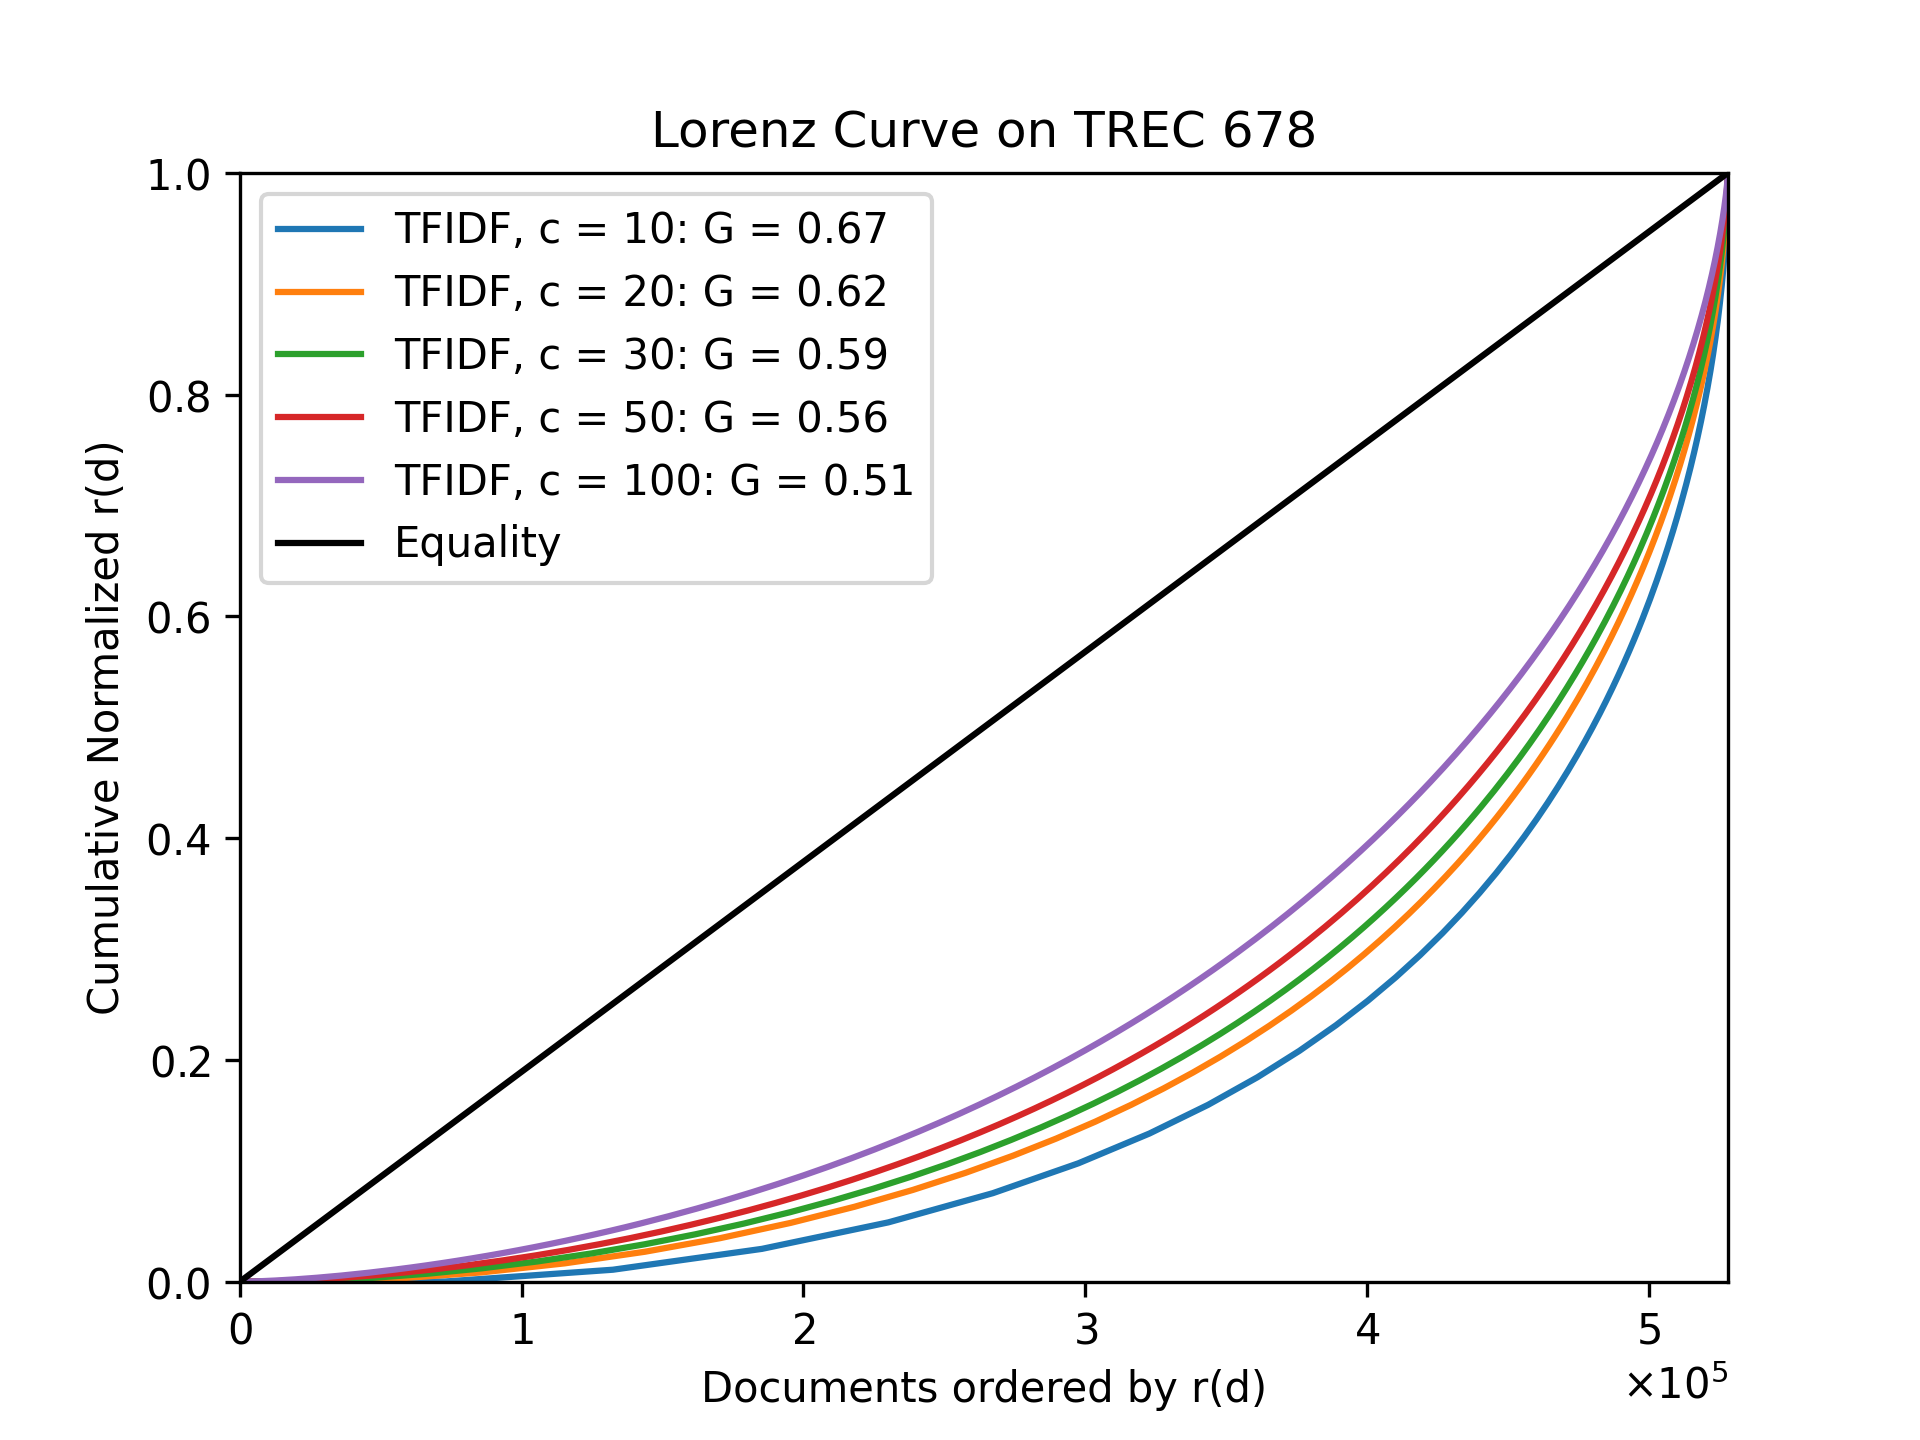 Lorenz Curve on TREC 678
1.0
0.8
0.6
0.4
0.2
0.0
Cumulative Normalized r(d)
TFIDF, c = 10: G = 0.67
TFIDF, c = 20: G = 0.62
TFIDF, c = 30: G = 0.59
TFIDF, c = 50: G = 0.56
TFIDF, c = 100: G = 0.51
Equality
0 1 2 3 4 5
×10⁵
Documents ordered by r(d)